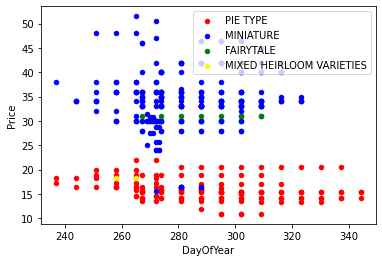 PIE TYPE
MINIATURE
FAIRYTALE
MIXED HEIRLOOM VARIETIES
Price
50
45
40
35
30
25
20
15
10
240
260
280
300
320
340
DayOfYear